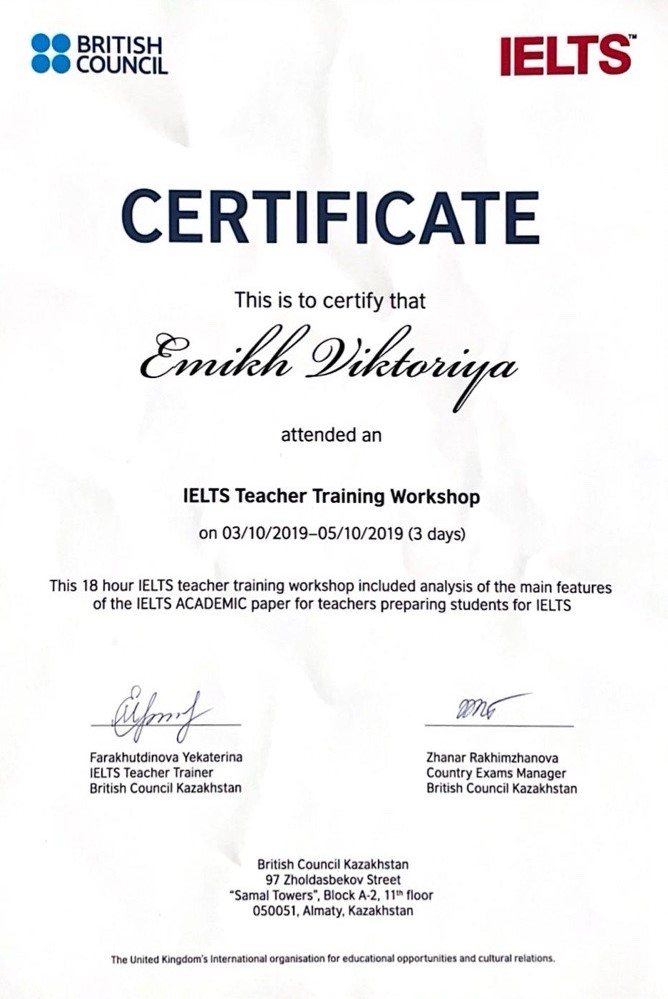 BRITISH
COUNCIL
IELTS™
CERTIFICATE
This is to certify that
Emikh Viktoriya
attended an
IELTS Teacher Training Workshop
on 03/10/2019–05/10/2019 (3 days)
This 18 hour IELTS teacher training workshop included analysis of the main features
of the IELTS ACADEMIC paper for teachers preparing students for IELTS
Farakhutdinova Yekaterina
IELTS Teacher Trainer
British Council Kazakhstan
Zhanar Rakhimzhanova
Country Exams Manager
British Council Kazakhstan
British Council Kazakhstan
97 Zholdasbekov Street
“Samal Towers”, Block A-2, 11th floor
050051, Almaty, Kazakhstan
The United Kingdom's International organisation for educational opportunities and cultural relations.